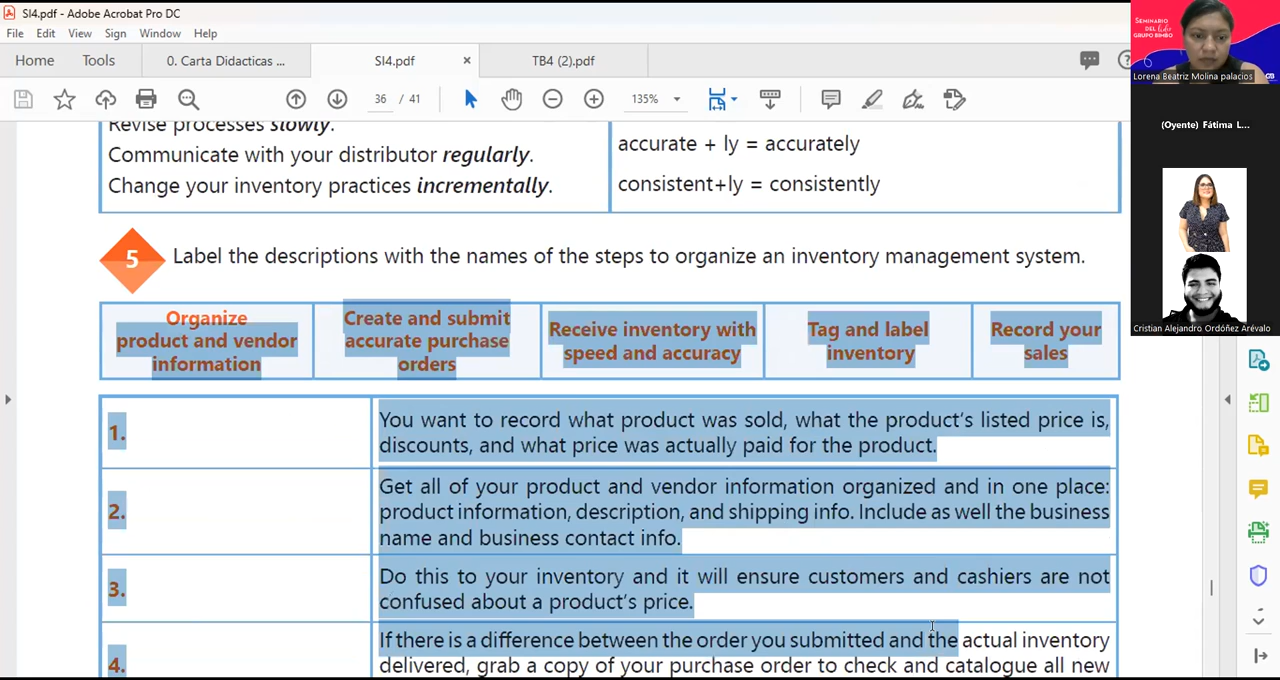 SI4.pdf - Adobe Acrobat Pro DC
File Edit View Sign Window Help
Home Tools 0. Carta Didacticas ... SI4.pdf × TB4 (2).pdf
36 / 41 135%
Revise processes slowly.
Communicate with your distributor regularly.
Change your inventory practices incrementally.
accurate + ly = accurately
consistent+ly = consistently
5 Label the descriptions with the names of the steps to organize an inventory management system.
Organize
product and vendor
information
Create and submit
accurate purchase
orders
Receive inventory with
speed and accuracy
Tag and label
inventory
Record your
sales
1.
You want to record what product was sold, what the product's listed price is,
discounts, and what price was actually paid for the product.
2.
Get all of your product and vendor information organized and in one place:
product information, description, and shipping info. Include as well the business
name and business contact info.
3.
Do this to your inventory and it will ensure customers and cashiers are not
confused about a product's price.
4.
If there is a difference between the order you submitted and the actual inventory
delivered, grab a copy of your purchase order to check and catalogue all new
SEMINARIO
DEL líder
GRUPO BIMBO
Lorena Beatriz Molina palacios
(Oyente) Fátima L...
Cristian Alejandro Ordóñez Arévalo